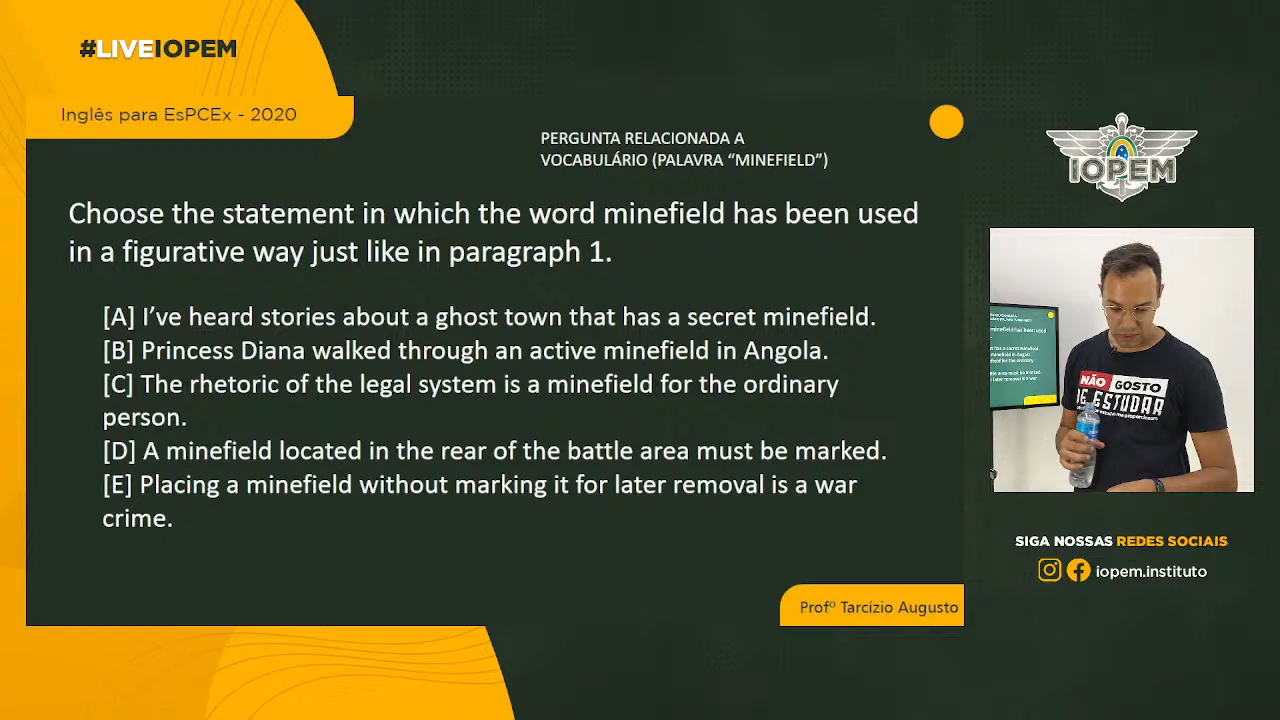 #LIVEIOPEM
Inglês para EsPCEx - 2020
PERGUNTA RELACIONADA A
VOCABULÁRIO (PALAVRA “MINEFIELD”)
Choose the statement in which the word minefield has been used
in a figurative way just like in paragraph 1.
[A] I’ve heard stories about a ghost town that has a secret minefield.
[B] Princess Diana walked through an active minefield in Angola.
[C] The rhetoric of the legal system is a minefield for the ordinary
person.
[D] A minefield located in the rear of the battle area must be marked.
[E] Placing a minefield without marking it for later removal is a war
crime.
Profº Tarcízio Augusto
IOPEM
NÃO GOSTO
DE ESTUDAR
SIGA NOSSAS REDES SOCIAIS
iopem.instituto